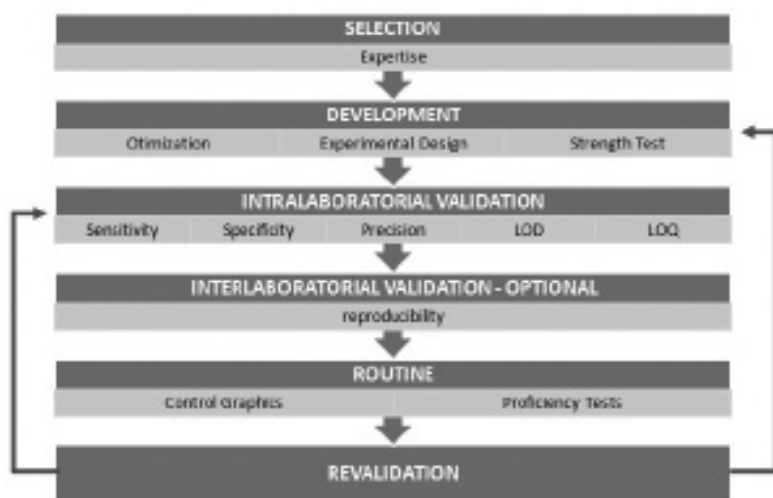 SELECTION
Expertise
DEVELOPMENT
Otimization Experimental Design Strength Test
INTRALABORATORIAL VALIDATION
Sensitivity Specificity Precision LOD LOQ
INTERLABORATORIAL VALIDATION - OPTIONAL
reproducibility
ROUTINE
Control Graphics Proficiency Tests
REVALIDATION